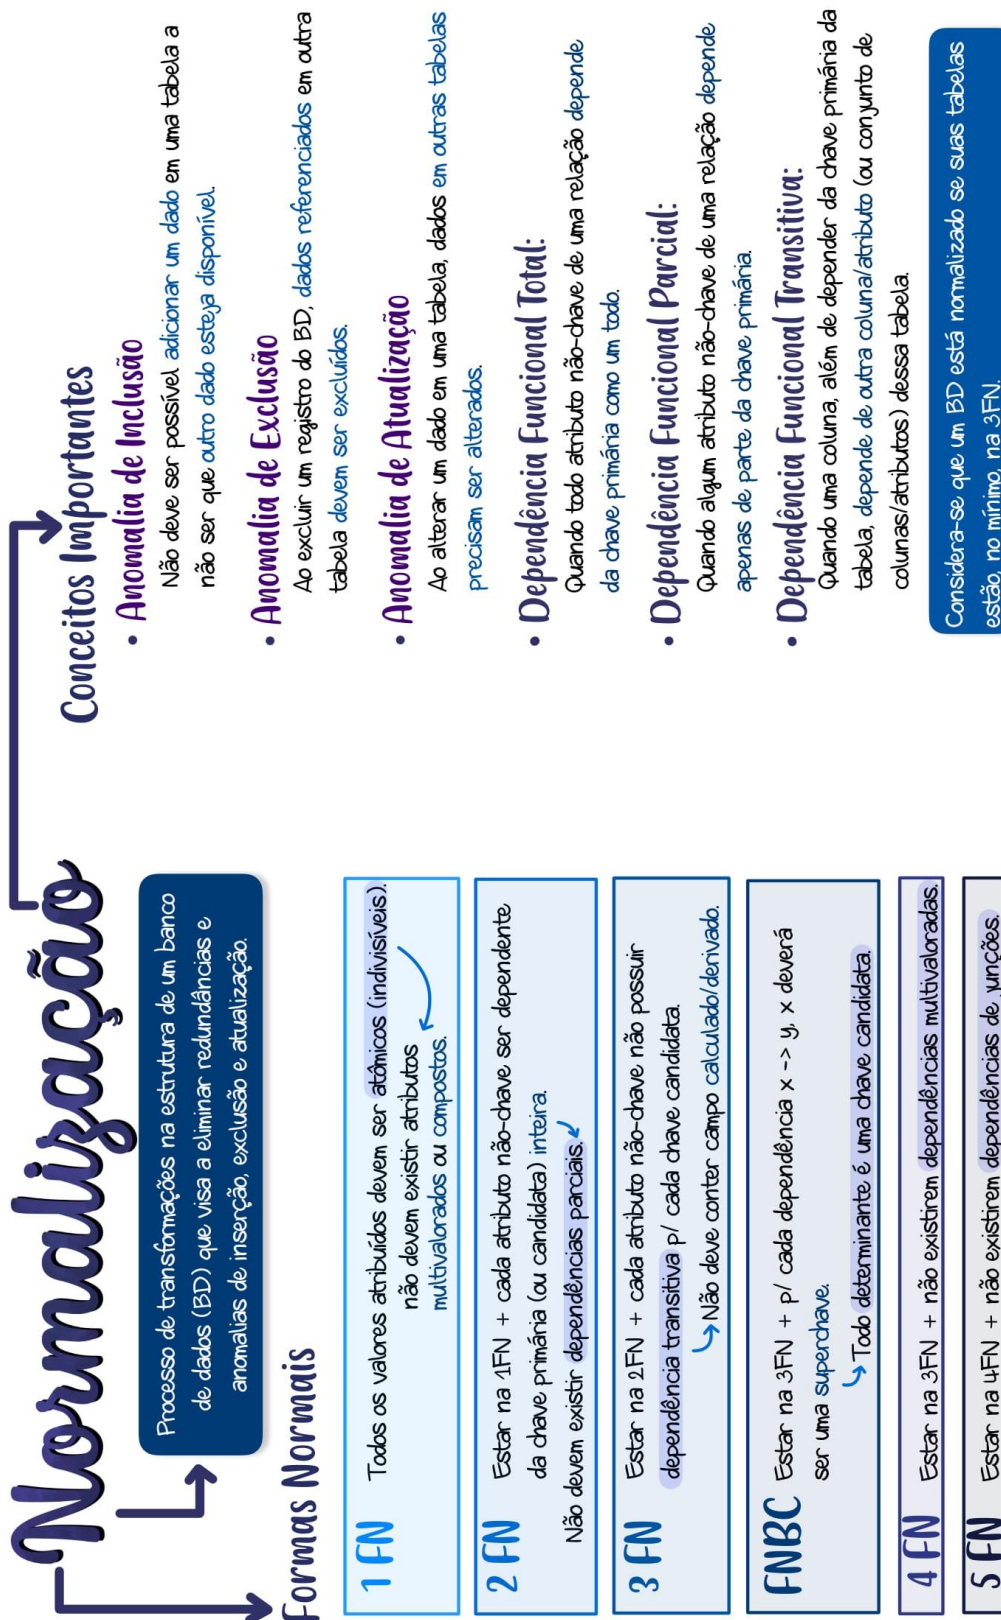 Normalização
Processo de transformações na estrutura de um banco
de dados (BD) que visa a eliminar redundâncias e
anomalias de inserção, exclusão e atualização.
Formas Normais
1 FN
Todos os valores atribuídos devem ser atômicos (indivisíveis).
não devem existir atributos
multivalorados ou compostos.
2 FN
Estar na 1FN + cada atributo não-chave ser dependente
da chave primária (ou candidata) inteira.
Não devem existir dependências parciais.
3 FN
Estar na 2FN + cada atributo não-chave não possuir
dependência transitiva p/ cada chave candidata.
Não deve conter campo calculado/derivado.
FNBC
Estar na 3FN + p/ cada dependência x -> y, x deverá
ser uma superchave.
Todo determinante é uma chave candidata.
4 FN
Estar na 3FN + não existirem dependências multivaloradas.
5 FN
Estar na 4FN + não existirem dependências de junções.
Conceitos Importantes
• Anomalia de Inclusão
Não deve ser possível adicionar um dado em uma tabela a
não ser que outro dado esteja disponível.
• Anomalia de Exclusão
Ao excluir um registro do BD, dados referenciados em outra
tabela devem ser excluídos.
• Anomalia de Atualização
Ao alterar um dado em uma tabela, dados em outras tabelas
precisam ser alterados.
• Dependência Funcional Total:
Quando todo atributo não-chave de uma relação depende
da chave primária como um todo.
• Dependência Funcional Parcial:
Quando algum atributo não-chave de uma relação depende
apenas de parte da chave primária.
• Dependência Funcional Transitiva:
Quando uma coluna, além de depender da chave primária da
tabela, depende de outra coluna/atributo (ou conjunto de
colunas/atributos) dessa tabela.
Considera-se que um BD está normalizado se suas tabelas
estão, no mínimo, na 3FN.